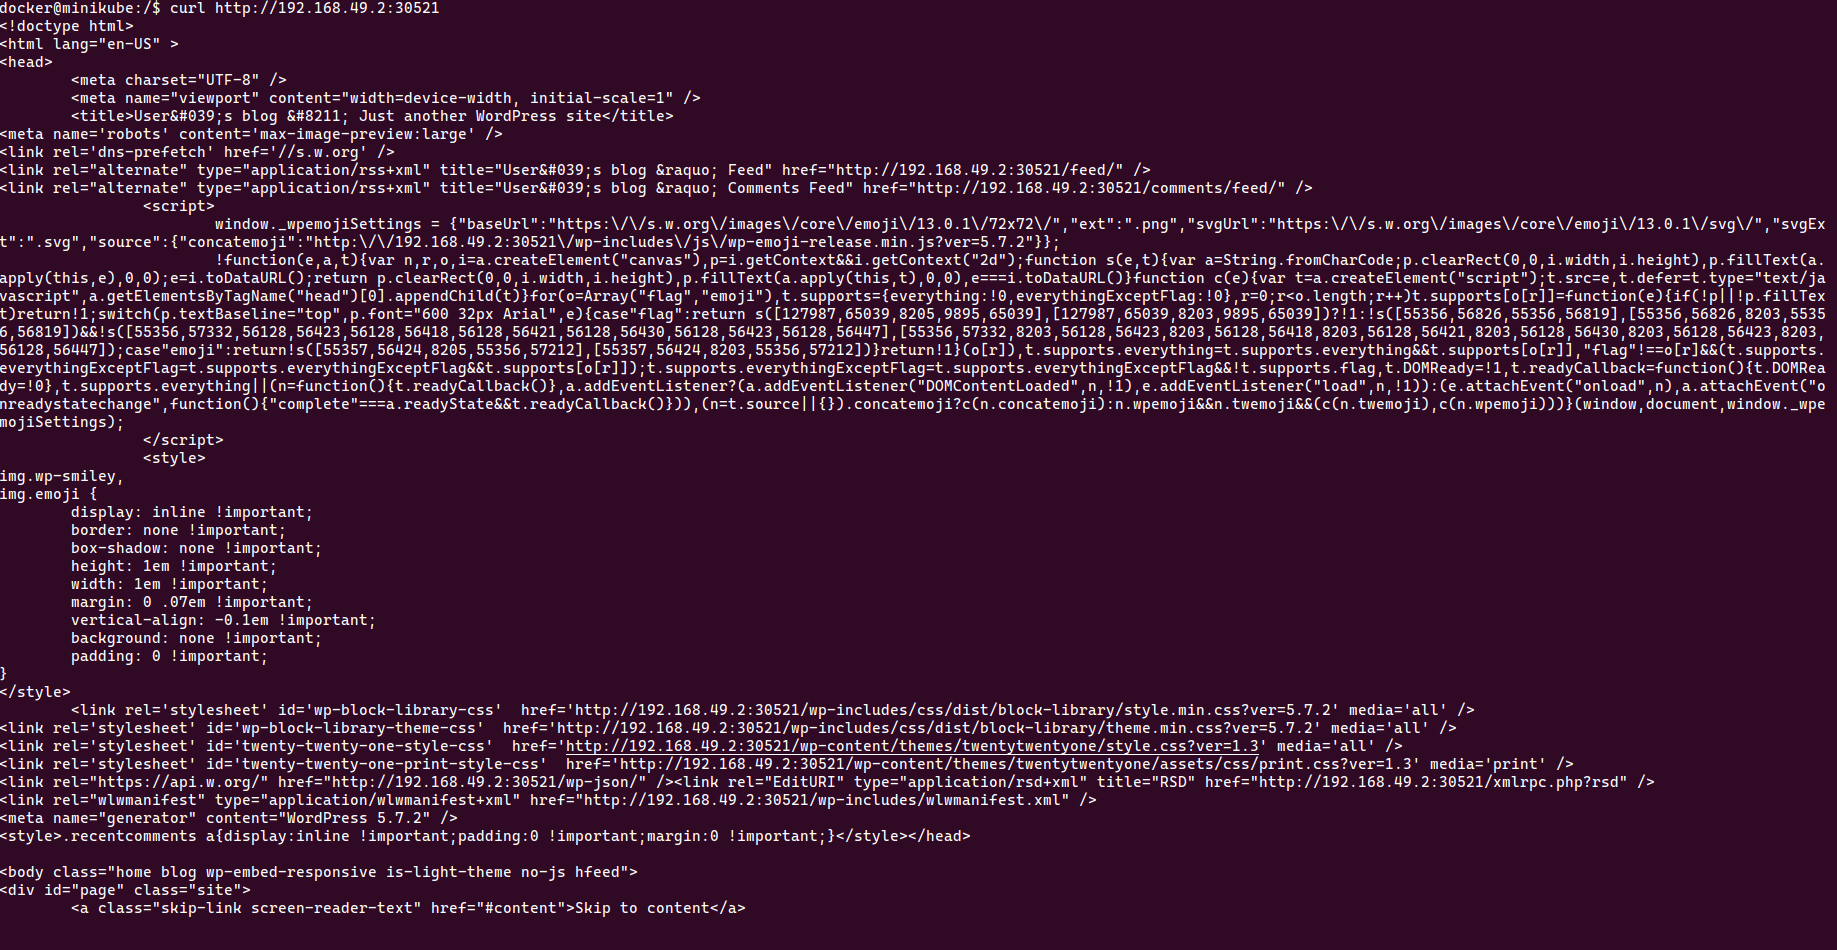 docker@minikube:/$ curl http://192.168.49.2:30521
<!doctype html>
<html lang="en-US" >
<head>
        <meta charset="UTF-8" />
        <meta name="viewport" content="width=device-width, initial-scale=1" />
        <title>User&#039;s blog &#8211; Just another WordPress site</title>
<meta name='robots' content='max-image-preview:large' />
<link rel='dns-prefetch' href='//s.w.org' />
<link rel="alternate" type="application/rss+xml" title="User&#039;s blog &raquo; Feed" href="http://192.168.49.2:30521/feed/" />
<link rel="alternate" type="application/rss+xml" title="User&#039;s blog &raquo; Comments Feed" href="http://192.168.49.2:30521/comments/feed/" />
                <script>
                        window._wpemojiSettings = {"baseUrl":"https:\/\/s.w.org\/images\/core\/emoji\/13.0.1\/72x72\/","ext":".png","svgUrl":"https:\/\/s.w.org\/images\/core\/emoji\/13.0.1\/svg\/","svgEx
t":".svg","source":{"concatemoji":"http:\/\/192.168.49.2:30521\/wp-includes\/js\/wp-emoji-release.min.js?ver=5.7.2"}};
                        !function(e,a,t){var n,r,o,i=a.createElement("canvas"),p=i.getContext&&i.getContext("2d");function s(e,t){var a=String.fromCharCode;p.clearRect(0,0,i.width,i.height),p.fillText(a.
apply(this,e),0,0);e=i.toDataURL();return p.clearRect(0,0,i.width,i.height),p.fillText(a.apply(this,t),0,0),e===i.toDataURL()}function c(e){var t=a.createElement("script");t.src=e,t.defer=t.type="text/ja
vascript",a.getElementsByTagName("head")[0].appendChild(t)}for(o=Array("flag","emoji"),t.supports={everything:!0,everythingExceptFlag:!0},r=0;r<o.length;r++)t.supports[o[r]]=function(e){if(!p||!p.fillTex
t)return!1;switch(p.textBaseline="top",p.font="600 32px Arial",e){case"flag":return s([127987,65039,8205,9895,65039],[127987,65039,8203,9895,65039])?!1:!s([55356,56826,55356,56819],[55356,56826,8203,5535
6,56819])&&!s([55356,57332,56128,56423,56128,56418,56128,56421,56128,56430,56128,56423,56128,56447],[55356,57332,8203,56128,56423,8203,56128,56418,8203,56128,56421,8203,56128,56430,8203,56128,56423,8203,
56128,56447]);case"emoji":return!s([55357,56424,8205,55356,57212],[55357,56424,8203,55356,57212])}return!1}(o[r]),t.supports.everything=t.supports.everything&&t.supports[o[r]],"flag"!==o[r]&&(t.supports.
everythingExceptFlag=t.supports.everythingExceptFlag&&t.supports[o[r]]);t.supports.everythingExceptFlag=t.supports.everythingExceptFlag&&!t.supports.flag,t.DOMReady=!1,t.readyCallback=function(){t.DOMRea
dy=!0},t.supports.everything||(n=function(){t.readyCallback()},a.addEventListener?(a.addEventListener("DOMContentLoaded",n,!1),e.addEventListener("load",n,!1)):(e.attachEvent("onload",n),a.attachEvent("o
nreadystatechange",function(){"complete"===a.readyState&&t.readyCallback()})),(n=t.source||{}).concatemoji?c(n.concatemoji):n.wpemoji&&n.twemoji&&(c(n.twemoji),c(n.wpemoji)))}(window,document,window._wpe
mojiSettings);
                </script>
                <style>
img.wp-smiley,
img.emoji {
        display: inline !important;
        border: none !important;
        box-shadow: none !important;
        height: 1em !important;
        width: 1em !important;
        margin: 0 .07em !important;
        vertical-align: -0.1em !important;
        background: none !important;
        padding: 0 !important;
}
</style>
        <link rel='stylesheet' id='wp-block-library-css'  href='http://192.168.49.2:30521/wp-includes/css/dist/block-library/style.min.css?ver=5.7.2' media='all' />
<link rel='stylesheet' id='wp-block-library-theme-css'  href='http://192.168.49.2:30521/wp-includes/css/dist/block-library/theme.min.css?ver=5.7.2' media='all' />
<link rel='stylesheet' id='twenty-twenty-one-style-css'  href='http://192.168.49.2:30521/wp-content/themes/twentytwentyone/style.css?ver=1.3' media='all' />
<link rel='stylesheet' id='twenty-twenty-one-print-style-css'  href='http://192.168.49.2:30521/wp-content/themes/twentytwentyone/assets/css/print.css?ver=1.3' media='print' />
<link rel="https://api.w.org/" href="http://192.168.49.2:30521/wp-json/" /><link rel="EditURI" type="application/rsd+xml" title="RSD" href="http://192.168.49.2:30521/xmlrpc.php?rsd" />
<link rel="wlwmanifest" type="application/wlwmanifest+xml" href="http://192.168.49.2:30521/wp-includes/wlwmanifest.xml" />
<meta name="generator" content="WordPress 5.7.2" />
<style>.recentcomments a{display:inline !important;padding:0 !important;margin:0 !important;}</style></head>

<body class="home blog wp-embed-responsive is-light-theme no-js hfeed">
<div id="page" class="site">
        <a class="skip-link screen-reader-text" href="#content">Skip to content</a>